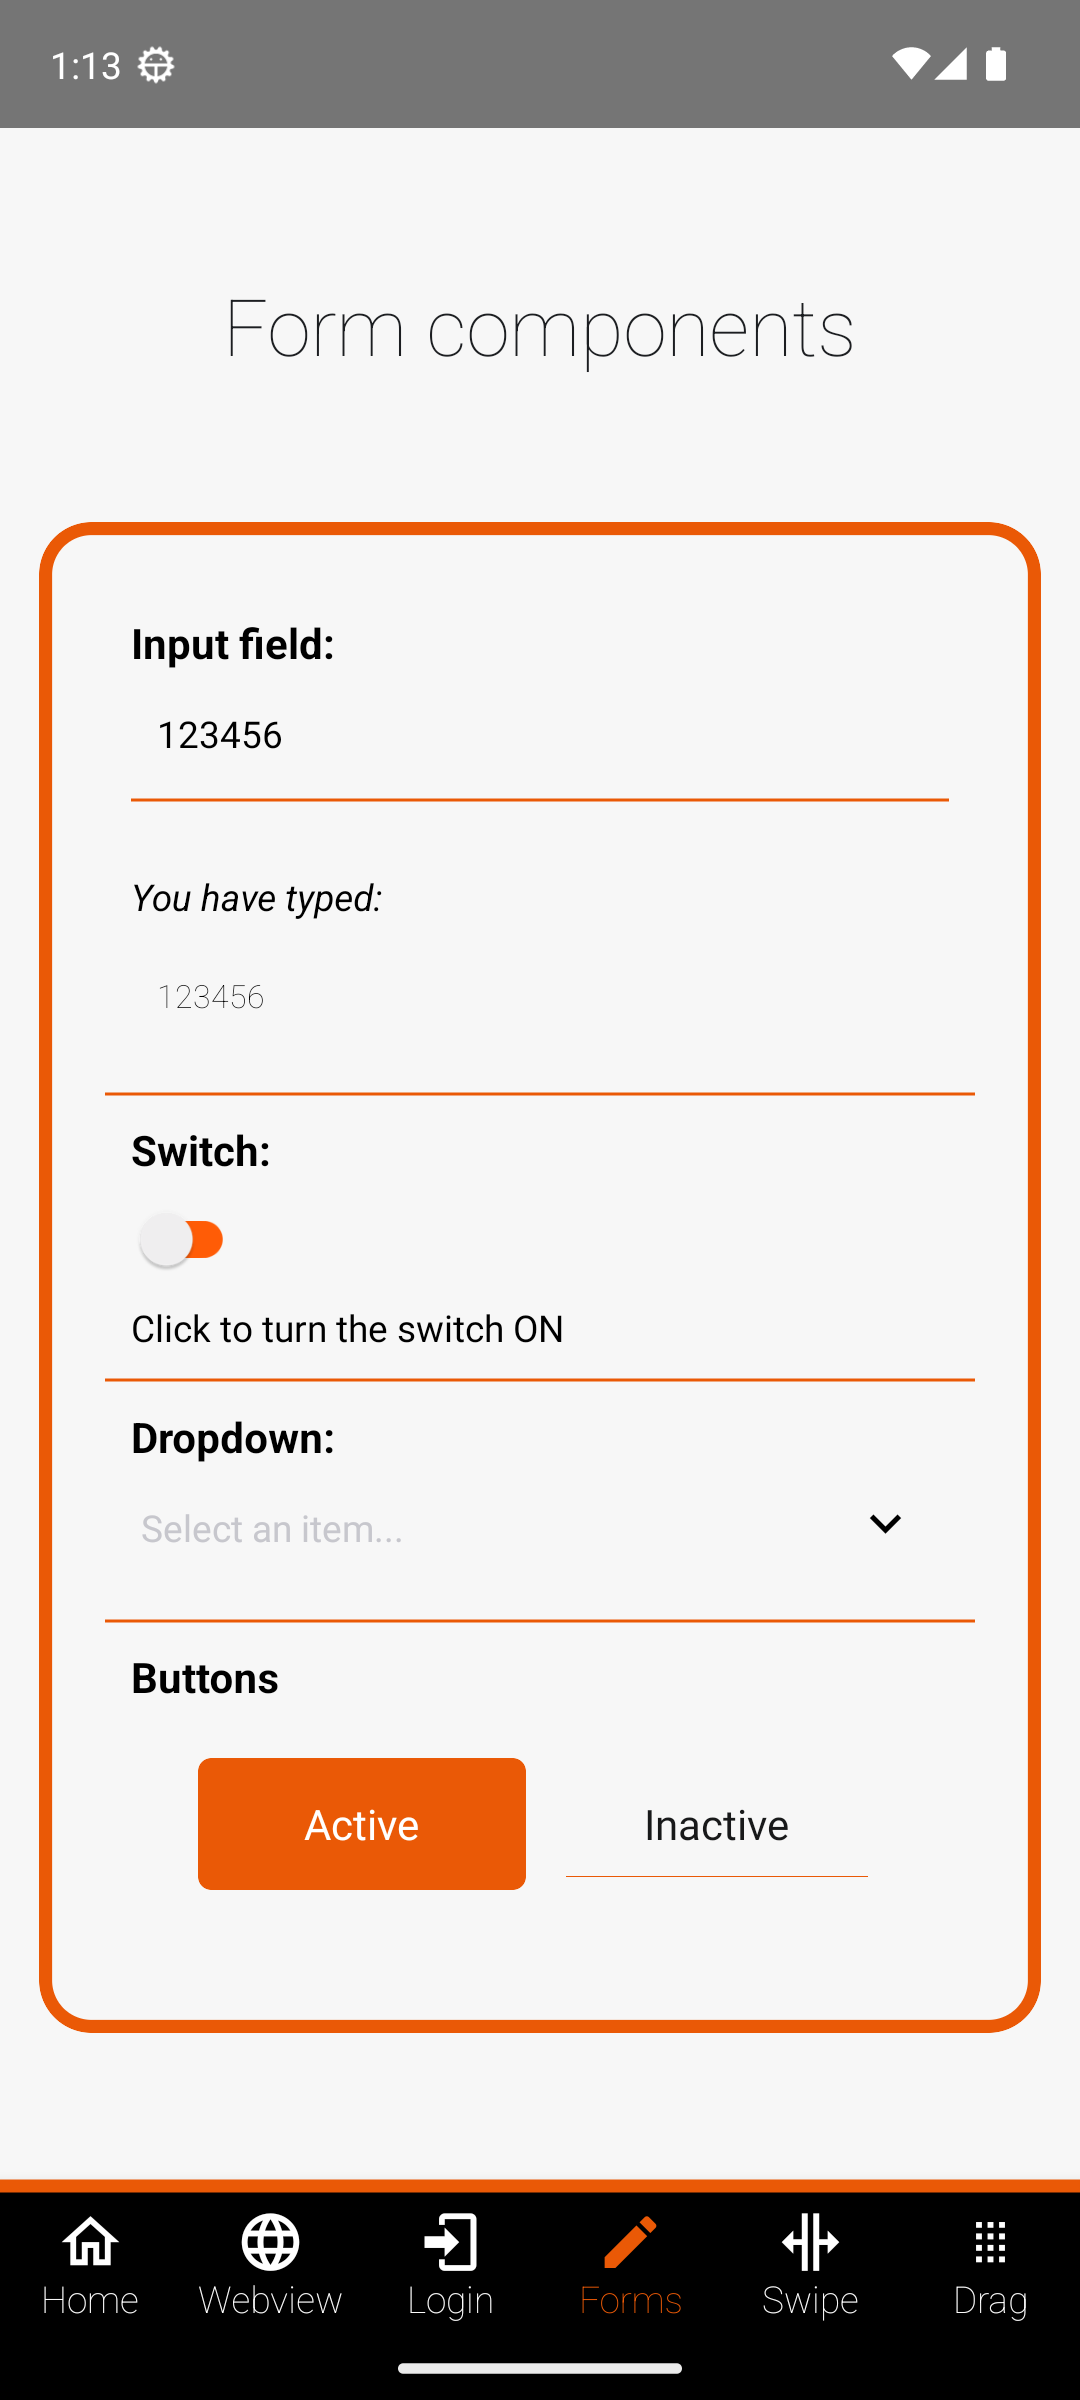 1:13
Form components
Input field:
123456
You have typed:
123456
Switch:
Click to turn the switch ON
Dropdown:
Select an item...
Buttons
Active Inactive
Home Webview Login Forms Swipe Drag